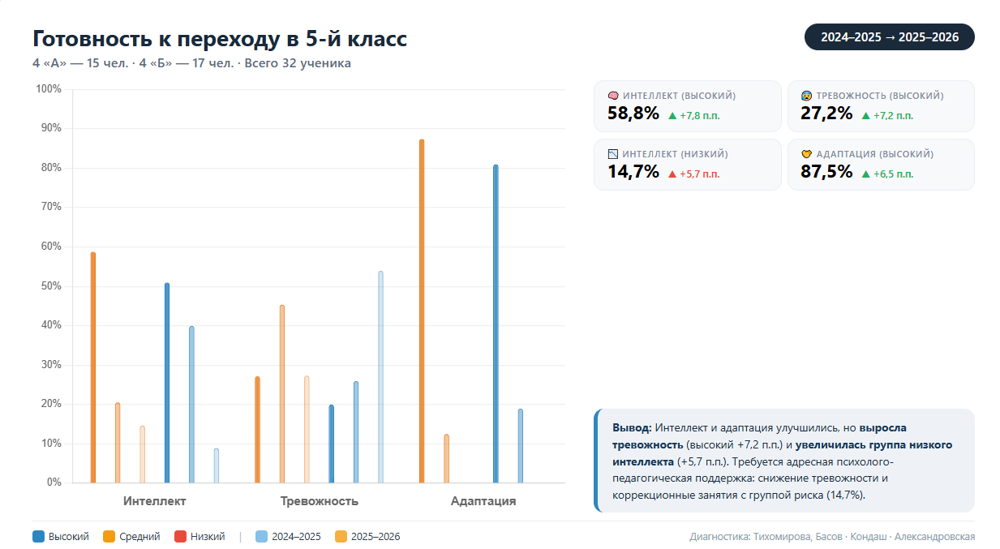 Готовность к переходу в 5-й класс
2024–2025 → 2025–2026
4 «А» — 15 чел. · 4 «Б» — 17 чел. · Всего 32 ученика
100%
90%
80%
70%
60%
50%
40%
30%
20%
10%
0%
Интеллект
Тревожность
Адаптация
ИНТЕЛЛЕКТ (ВЫСОКИЙ)
58,8% ▲ +7,8 п.п.
ТРЕВОЖНОСТЬ (ВЫСОКИЙ)
27,2% ▲ +7,2 п.п.
ИНТЕЛЛЕКТ (НИЗКИЙ)
14,7% ▲ +5,7 п.п.
АДАПТАЦИЯ (ВЫСОКИЙ)
87,5% ▲ +6,5 п.п.
Вывод: Интеллект и адаптация улучшились, но выросла
тревожность (высокий +7,2 п.п.) и увеличилась группа низкого
интеллекта (+5,7 п.п.). Требуется адресная психолого-
педагогическая поддержка: снижение тревожности и
коррекционные занятия с группой риска (14,7%).
Высокий Средний Низкий | 2024–2025 2025–2026
Диагностика: Тихомирова, Басов · Кондаш · Александровская